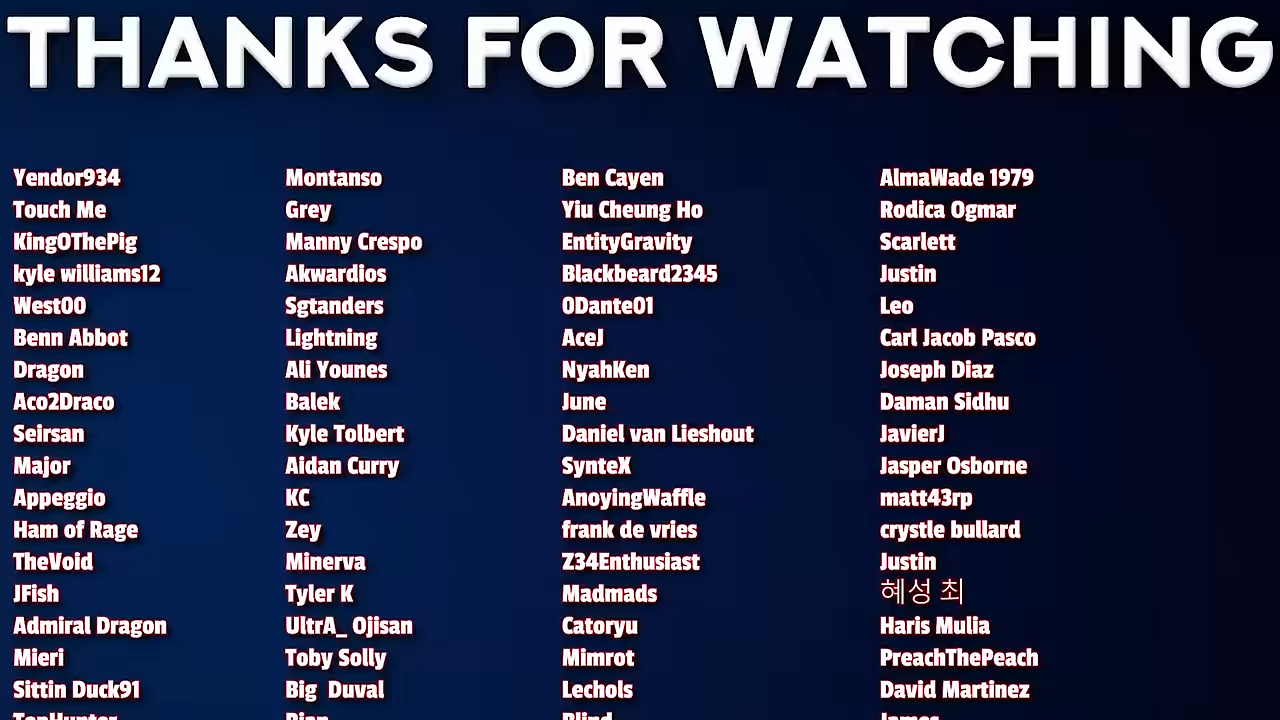 THANKS FOR WATCHING
Yendor934
Touch Me
KingOThePig
kyle williams12
West00
Benn Abbot
Dragon
Aco2Draco
Seirsan
Major
Appeggio
Ham of Rage
TheVoid
JFish
Admiral Dragon
Mieri
Sittin Duck91
TopHunter
Montanso
Grey
Manny Crespo
Akwardios
Sgtanders
Lightning
Ali Younes
Balek
Kyle Tolbert
Aidan Curry
KC
Zey
Minerva
Tyler K
UltrA_ Ojisan
Toby Solly
Big  Duval
Ben Cayen
Yiu Cheung Ho
EntityGravity
Blackbeard2345
0Dante01
AceJ
NyahKen
June
Daniel van Lieshout
SynteX
AnoyingWaffle
frank de vries
Z34Enthusiast
Madmads
Catoryu
Mimrot
Lechols
Blind
AlmaWade 1979
Rodica Ogmar
Scarlett
Justin
Leo
Carl Jacob Pasco
Joseph Diaz
Daman Sidhu
JavierJ
Jasper Osborne
matt43rp
crystle bullard
Justin
혜성 최
Haris Mulia
PreachThePeach
David Martinez
James